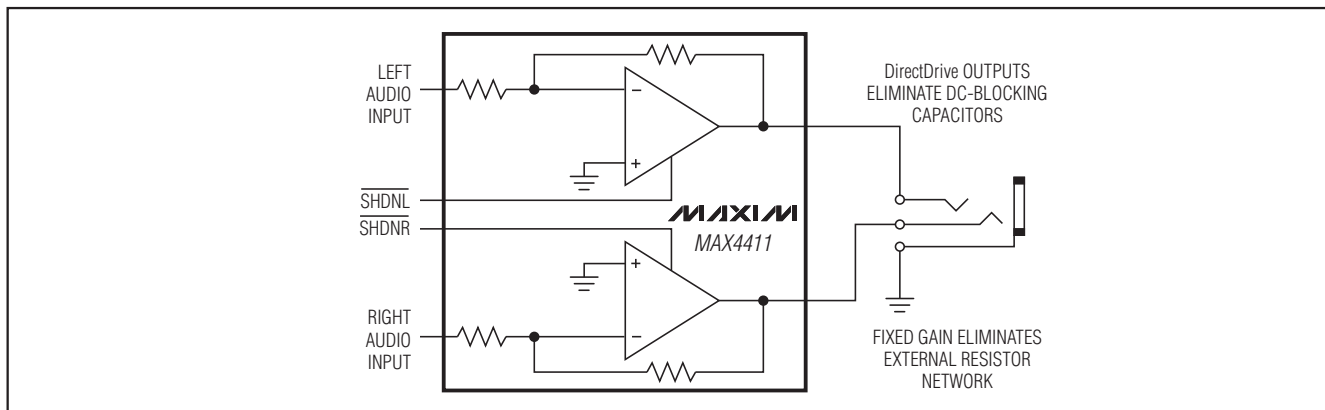 LEFT
AUDIO
INPUT
−
+
SHDNL
SHDNR
MAXIM
MAX4411
+
−
RIGHT
AUDIO
INPUT
DirectDrive OUTPUTS
ELIMINATE DC-BLOCKING
CAPACITORS
FIXED GAIN ELIMINATES
EXTERNAL RESISTOR
NETWORK